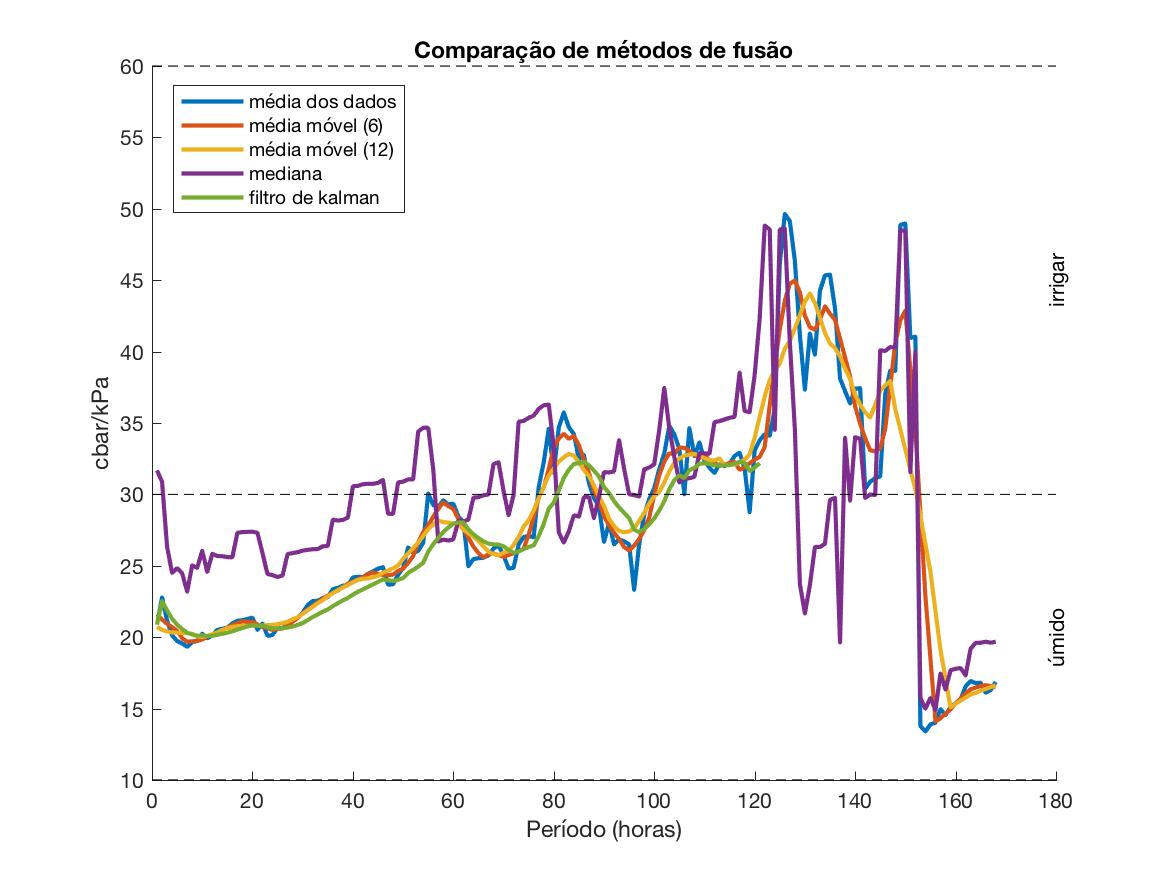 Comparação de métodos de fusão
60
55
50
45
40
35
30
25
20
15
10
cbar/kPa
média dos dados
média móvel (6)
média móvel (12)
mediana
filtro de kalman
irrigar
úmido
0 20 40 60 80 100 120 140 160 180
Período (horas)